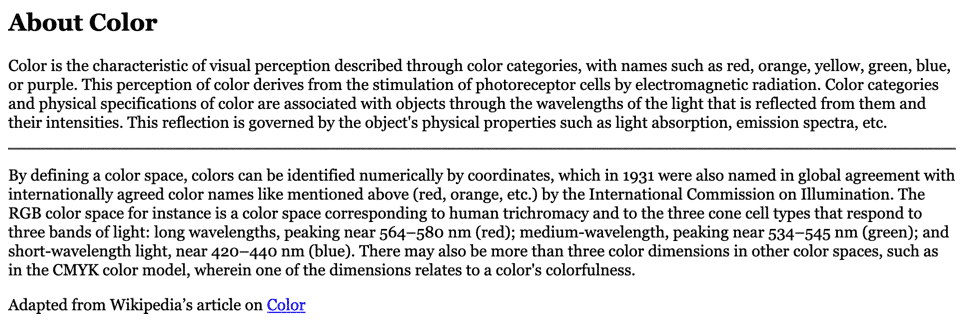 About Color
Color is the characteristic of visual perception described through color categories, with names such as red, orange, yellow, green, blue,
or purple. This perception of color derives from the stimulation of photoreceptor cells by electromagnetic radiation. Color categories
and physical specifications of color are associated with objects through the wavelengths of the light that is reflected from them and
their intensities. This reflection is governed by the object's physical properties such as light absorption, emission spectra, etc.
By defining a color space, colors can be identified numerically by coordinates, which in 1931 were also named in global agreement with
internationally agreed color names like mentioned above (red, orange, etc.) by the International Commission on Illumination. The
RGB color space for instance is a color space corresponding to human trichromacy and to the three cone cell types that respond to
three bands of light: long wavelengths, peaking near 564–580 nm (red); medium-wavelength, peaking near 534–545 nm (green); and
short-wavelength light, near 420–440 nm (blue). There may also be more than three color dimensions in other color spaces, such as
in the CMYK color model, wherein one of the dimensions relates to a color's colorfulness.
Adapted from Wikipedia’s article on Color